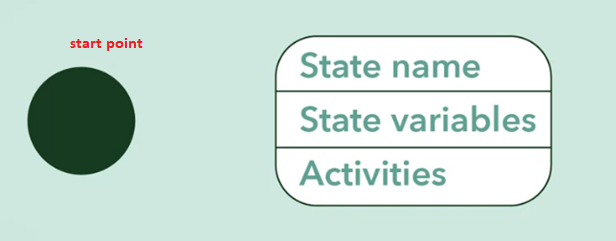 start point
State name
State variables
Activities